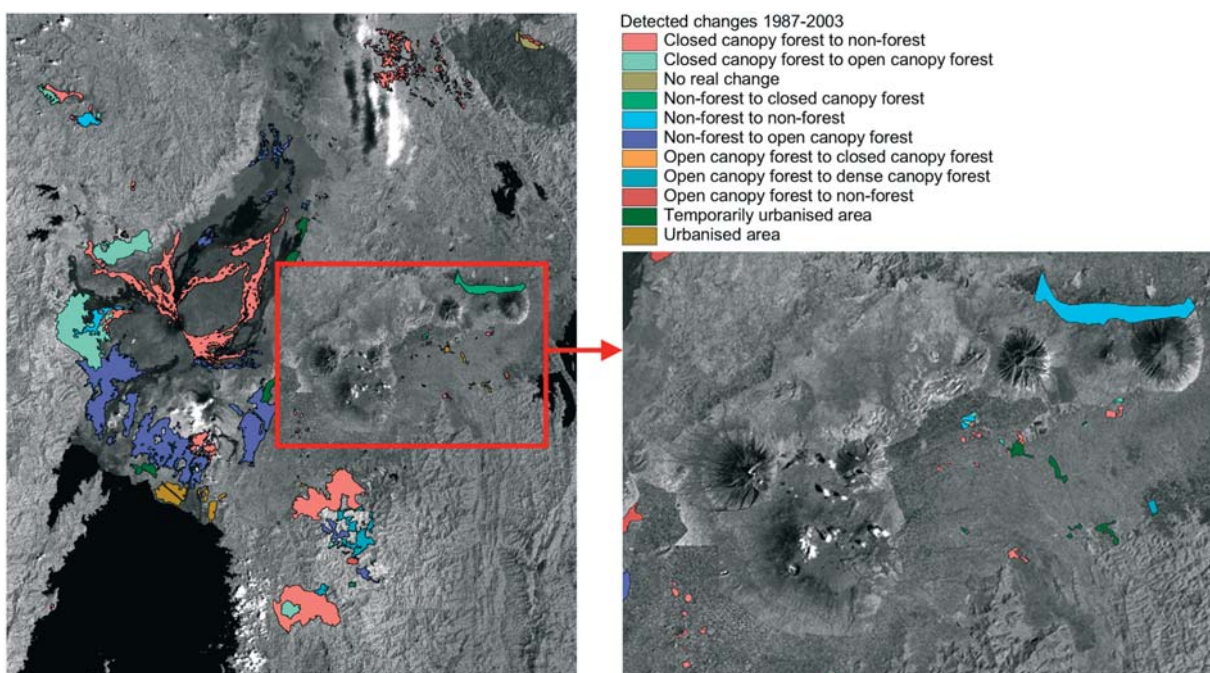 Detected changes 1987-2003
Closed canopy forest to non-forest
Closed canopy forest to open canopy forest
No real change
Non-forest to closed canopy forest
Non-forest to non-forest
Non-forest to open canopy forest
Open canopy forest to closed canopy forest
Open canopy forest to dense canopy forest
Open canopy forest to non-forest
Temporarily urbanised area
Urbanised area